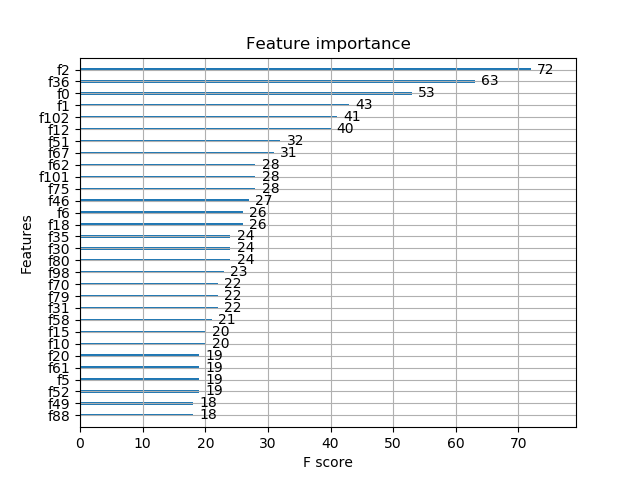 Feature importance
f2 72
f36 63
f0 53
f1 43
f102 41
f12 40
f51 32
f67 31
f62 28
f101 28
f75 28
f46 27
f6 26
f18 26
f35 24
f30 24
f80 24
f98 23
f70 22
f79 22
f31 22
f58 21
f15 20
f10 20
f20 19
f61 19
f5 19
f52 19
f49 18
f88 18
Features
0 10 20 30 40 50 60 70
F score